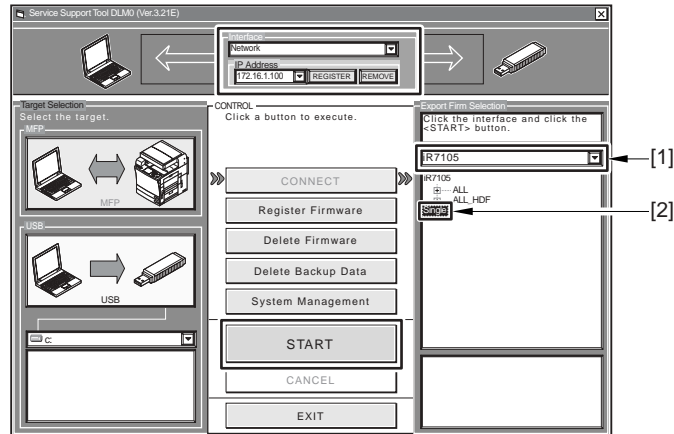 Service Support Tool DLM0 (Ver.3.21E)
Interface
Network
IP Address
172.16.1.100
REGISTER
REMOVE
Target Selection
Select the target.
MFP
MFP
USB
USB
c:
CONTROL
Click a button to execute.
CONNECT
Register Firmware
Delete Firmware
Delete Backup Data
System Management
START
CANCEL
EXIT
Export Firm Selection
Click the interface and click the
<START> button.
iR7105
[1]
iR7105
ALL
ALL_HDF
Single
[2]